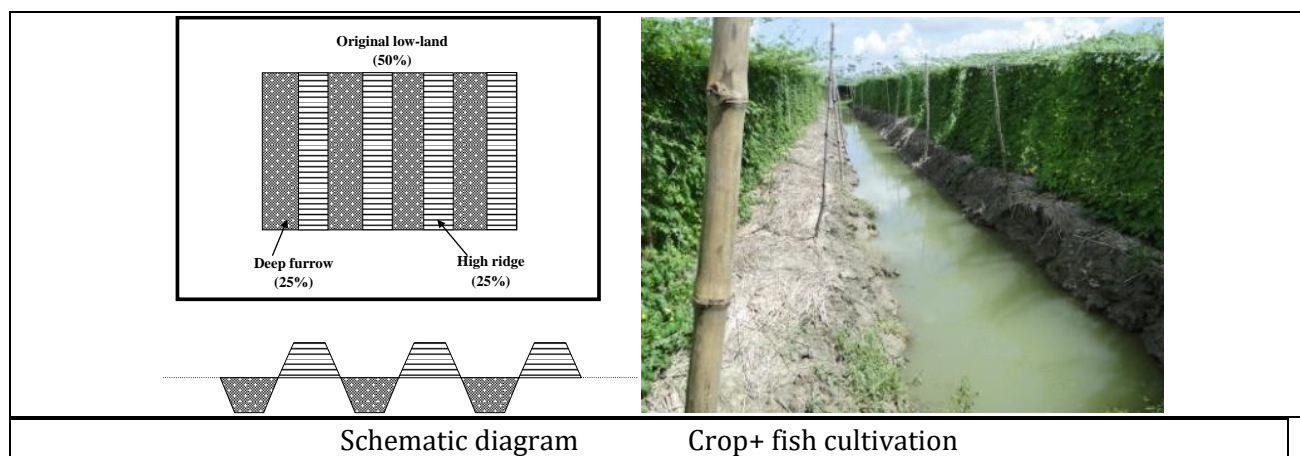 Original low-land
(50%)
Deep furrow
(25%)
High ridge
(25%)
Schematic diagram Crop+ fish cultivation